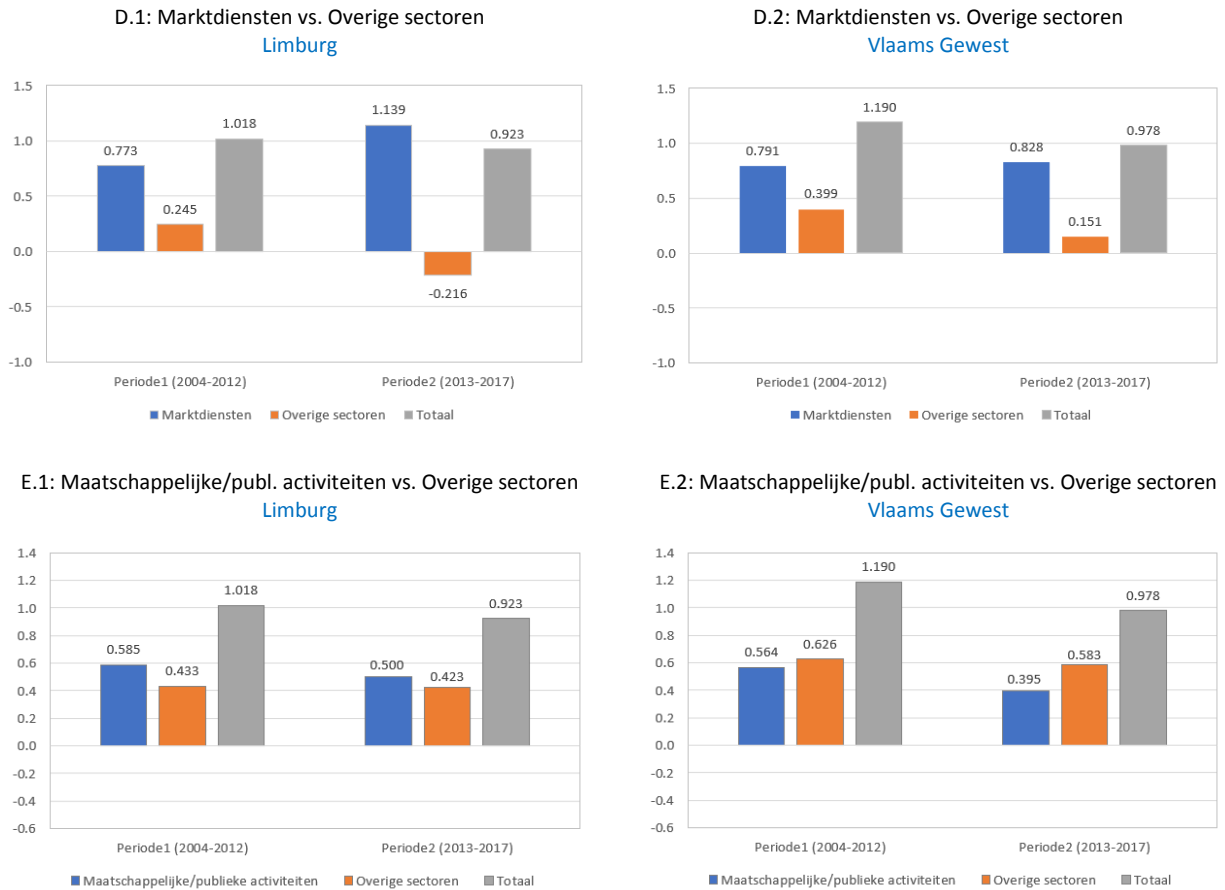 D.1: Marktdiensten vs. Overige sectoren
Limburg
1.5
1.0
0.5
0.0
-0.5
-1.0
0.773
0.245
1.018
1.139
-0.216
0.923
Periode1 (2004-2012)
Periode2 (2013-2017)
Marktdiensten
Overige sectoren
Totaal
D.2: Marktdiensten vs. Overige sectoren
Vlaams Gewest
1.5
1.0
0.5
0.0
-0.5
-1.0
0.791
0.399
1.190
0.828
0.151
0.978
Periode1 (2004-2012)
Periode2 (2013-2017)
Marktdiensten
Overige sectoren
Totaal
E.1: Maatschappelijke/publ. activiteiten vs. Overige sectoren
Limburg
1.4
1.2
1.0
0.8
0.6
0.4
0.2
0.0
-0.2
-0.4
-0.6
0.585
0.433
1.018
0.500
0.423
0.923
Periode1 (2004-2012)
Periode2 (2013-2017)
Maatschappelijke/publieke activiteiten
Overige sectoren
Totaal
E.2: Maatschappelijke/publ. activiteiten vs. Overige sectoren
Vlaams Gewest
1.4
1.2
1.0
0.8
0.6
0.4
0.2
0.0
-0.2
-0.4
-0.6
0.564
0.626
1.190
0.395
0.583
0.978
Periode1 (2004-2012)
Periode2 (2013-2017)
Maatschappelijke/publieke activiteiten
Overige sectoren
Totaal